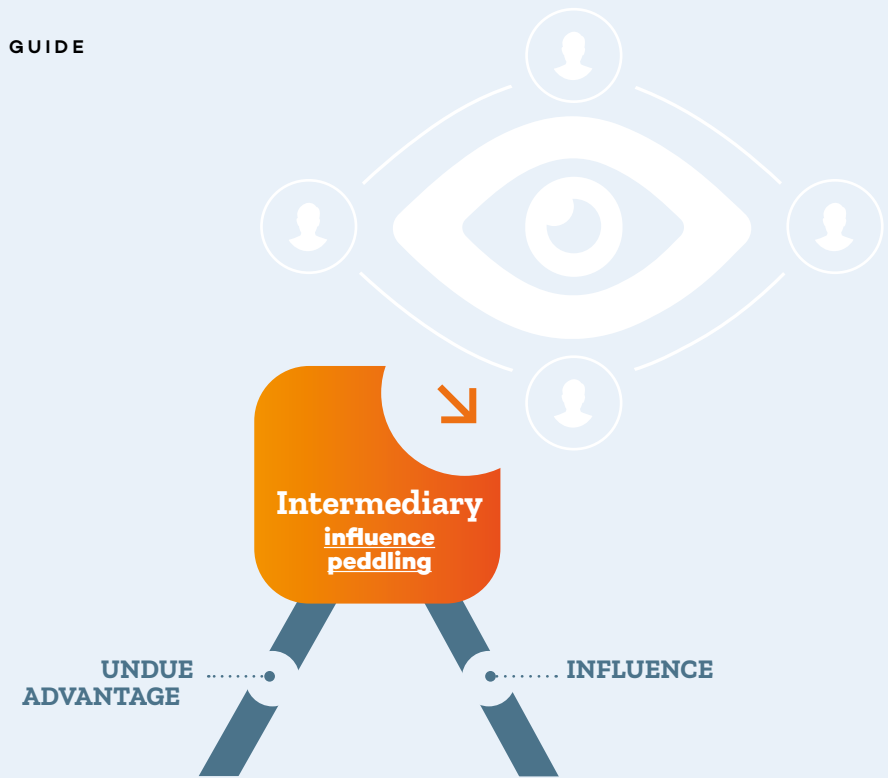 GUIDE
Intermediary
influence
peddling
UNDUE
ADVANTAGE
INFLUENCE